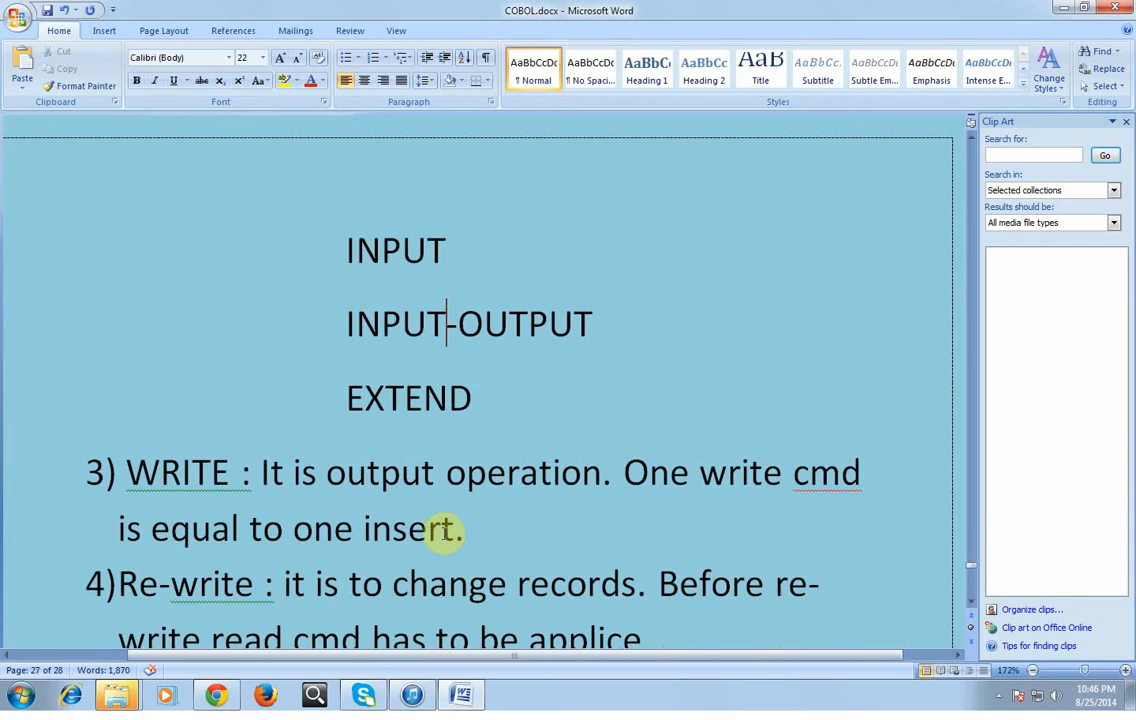 COBOL.docx - Microsoft Word
Home Insert Page Layout References Mailings Review View
Cut Calibri (Body) 22 AaBbCcDc AaBbCcDc AaBbC AaBbCc AaB AaBbCc. AaBbCcDc AaBbCcDc AaBbCcDc Find
Copy Replace
Paste Format Painter B I U abc ¶ Normal ¶ No Spaci... Heading 1 Heading 2 Title Subtitle Subtle Em... Emphasis Intense E... Change Styles Select
Clipboard Font Paragraph Styles Editing
Clip Art
Search for:
Go
Search in:
Selected collections
Results should be:
All media file types
INPUT
INPUT-OUTPUT
EXTEND
3) WRITE : It is output operation. One write cmd
is equal to one insert.
4)Re-write : it is to change records. Before re-
write read cmd has to be applice
Organize clips...
Clip art on Office Online
Tips for finding clips
Page: 27 of 28 Words: 1,870 172%
10:46 PM
8/25/2014